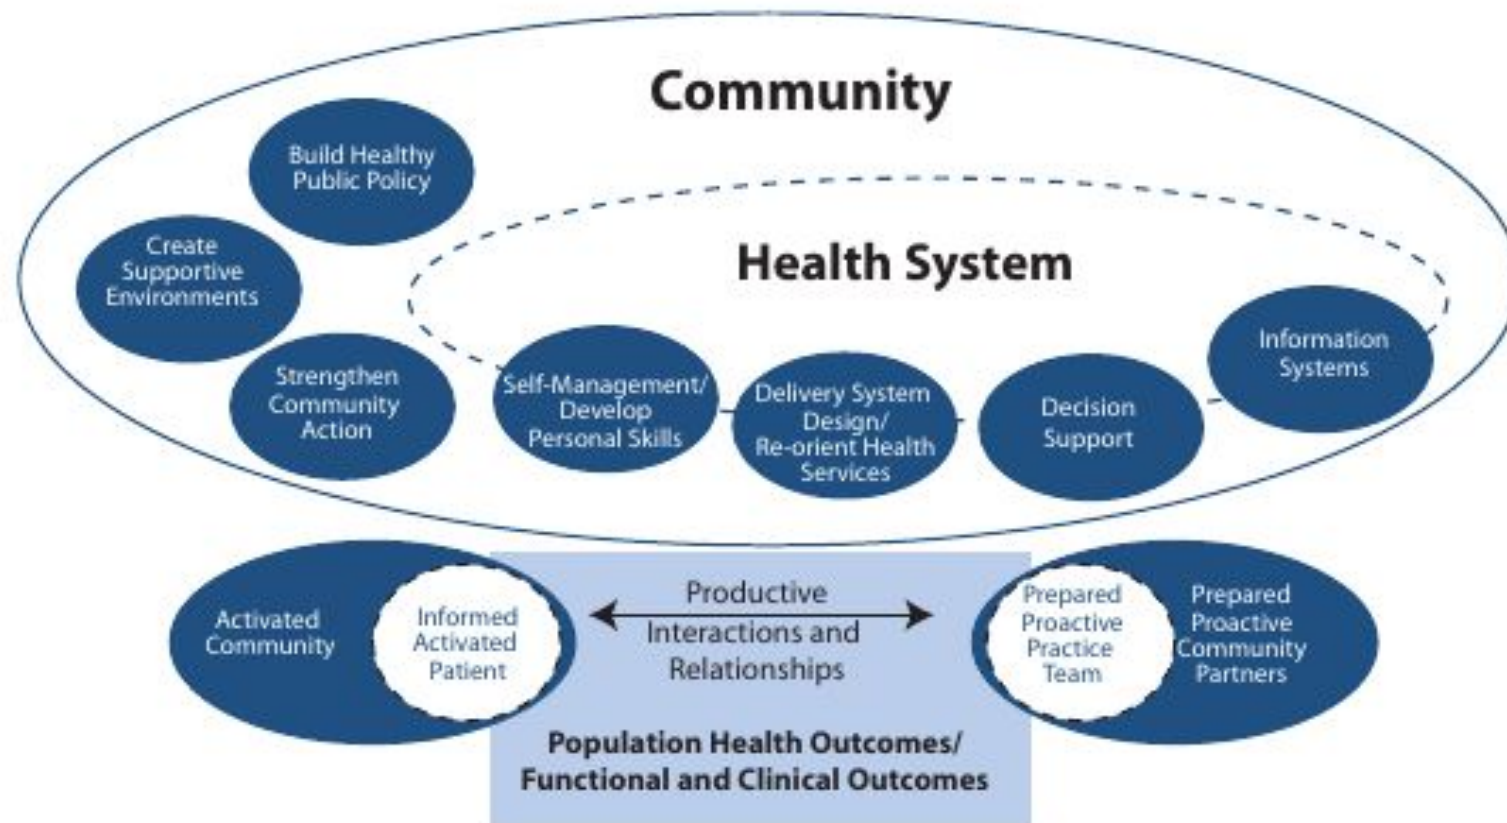 Community
Build Healthy
Public Policy
Create
Supportive
Environments
Strengthen
Community
Action
Health System
Self-Management/
Develop
Personal Skills
Delivery System
Design/
Re-orient Health
Services
Decision
Support
Information
Systems
Activated
Community
Informed
Activated
Patient
Productive
Interactions and
Relationships
Prepared
Proactive
Practice
Team
Prepared
Proactive
Community
Partners
Population Health Outcomes/
Functional and Clinical Outcomes